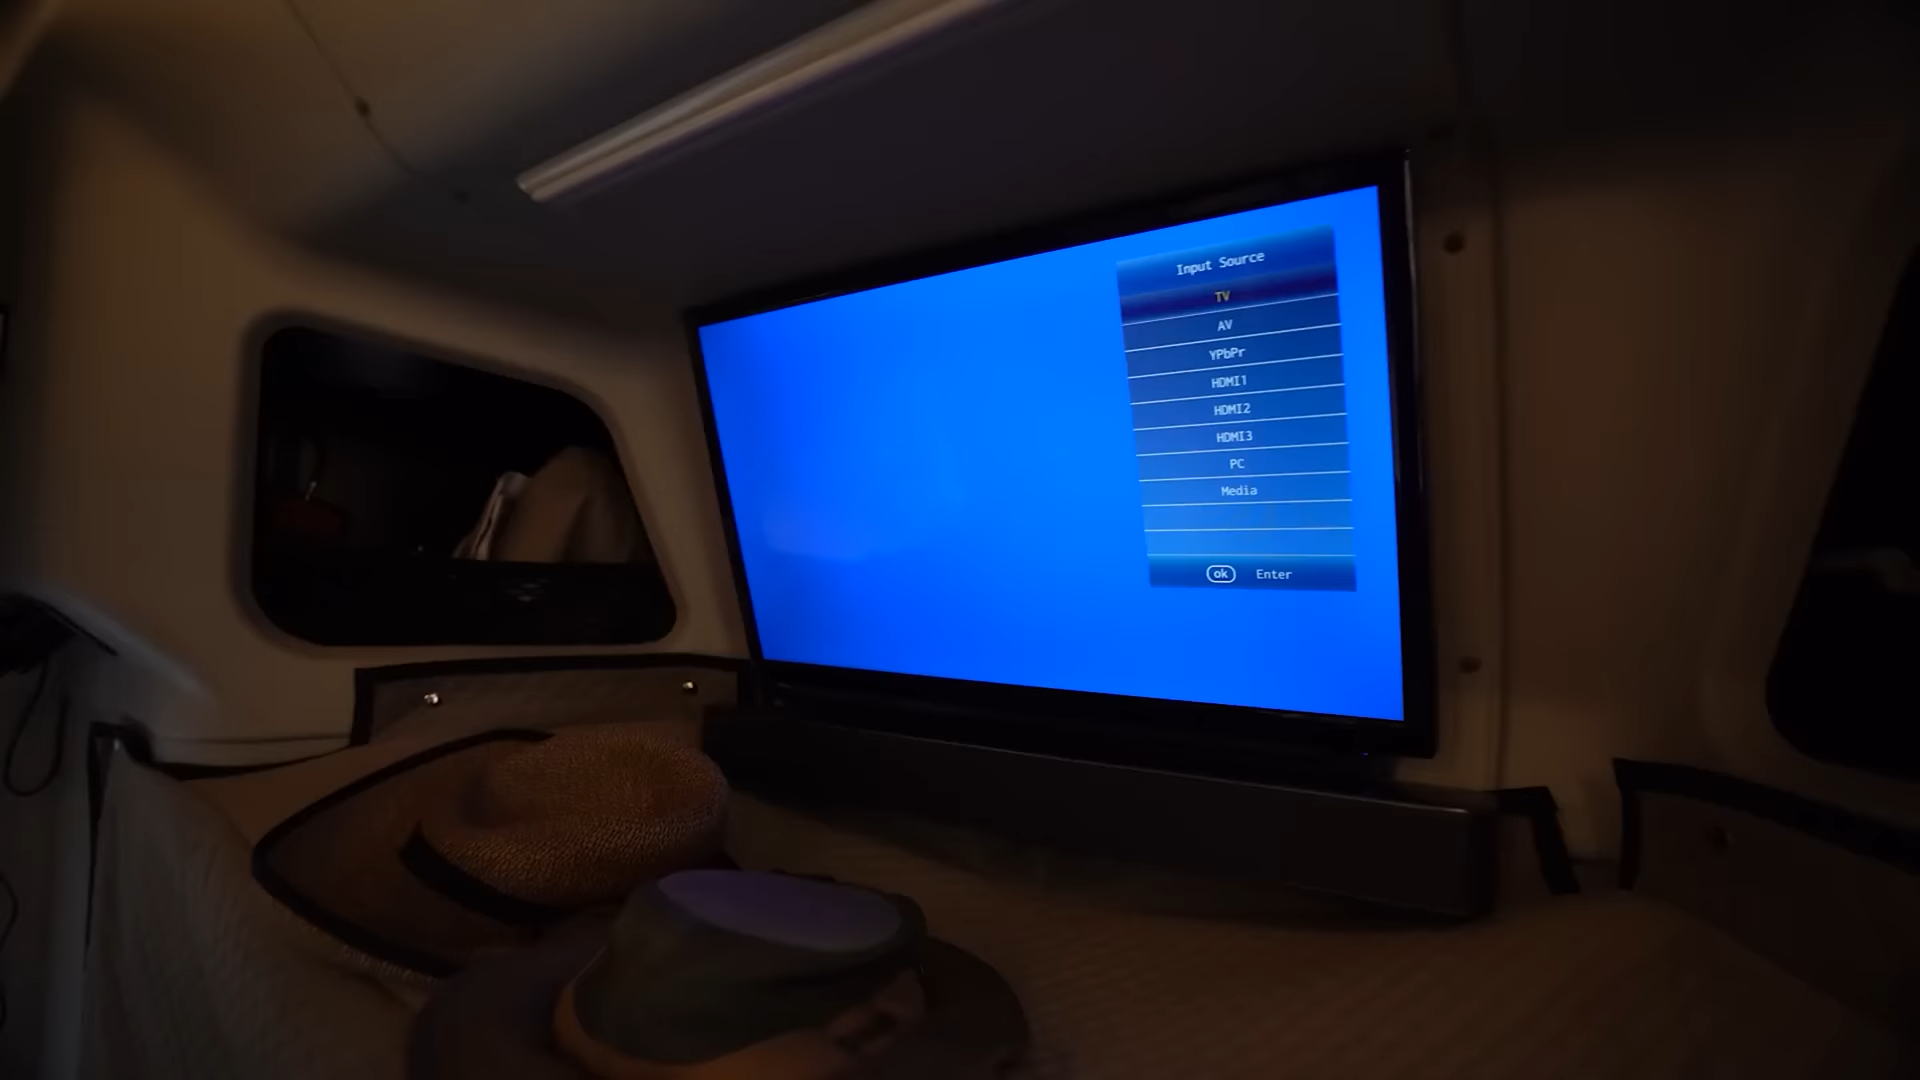 Input Source
TV
AV
YPbPr
HDMI1
HDMI2
HDMI3
PC
Media
ok Enter